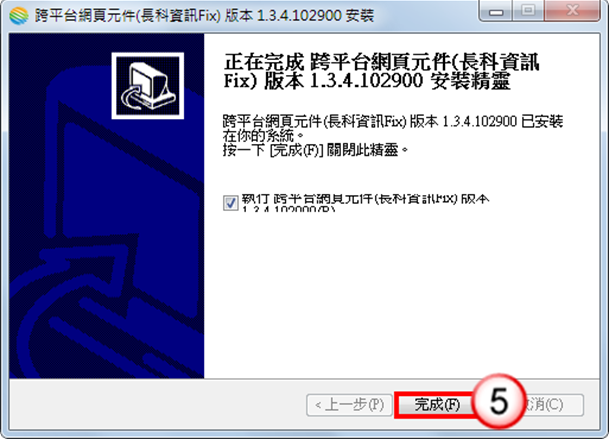 跨平台網頁元件(長科資訊Fix) 版本 1.3.4.102900 安裝
正在完成 跨平台網頁元件(長科資訊
Fix) 版本 1.3.4.102900 安裝精靈
跨平台網頁元件(長科資訊Fix) 版本 1.3.4.102900 已安裝
在你的系統。
按一下 [完成(F)] 關閉此精靈。
執行 跨平台網頁元件(長科資訊Fix) 版本
1.3.4.102900(R)
<上一步(P)
完成(F)
5
消(C)